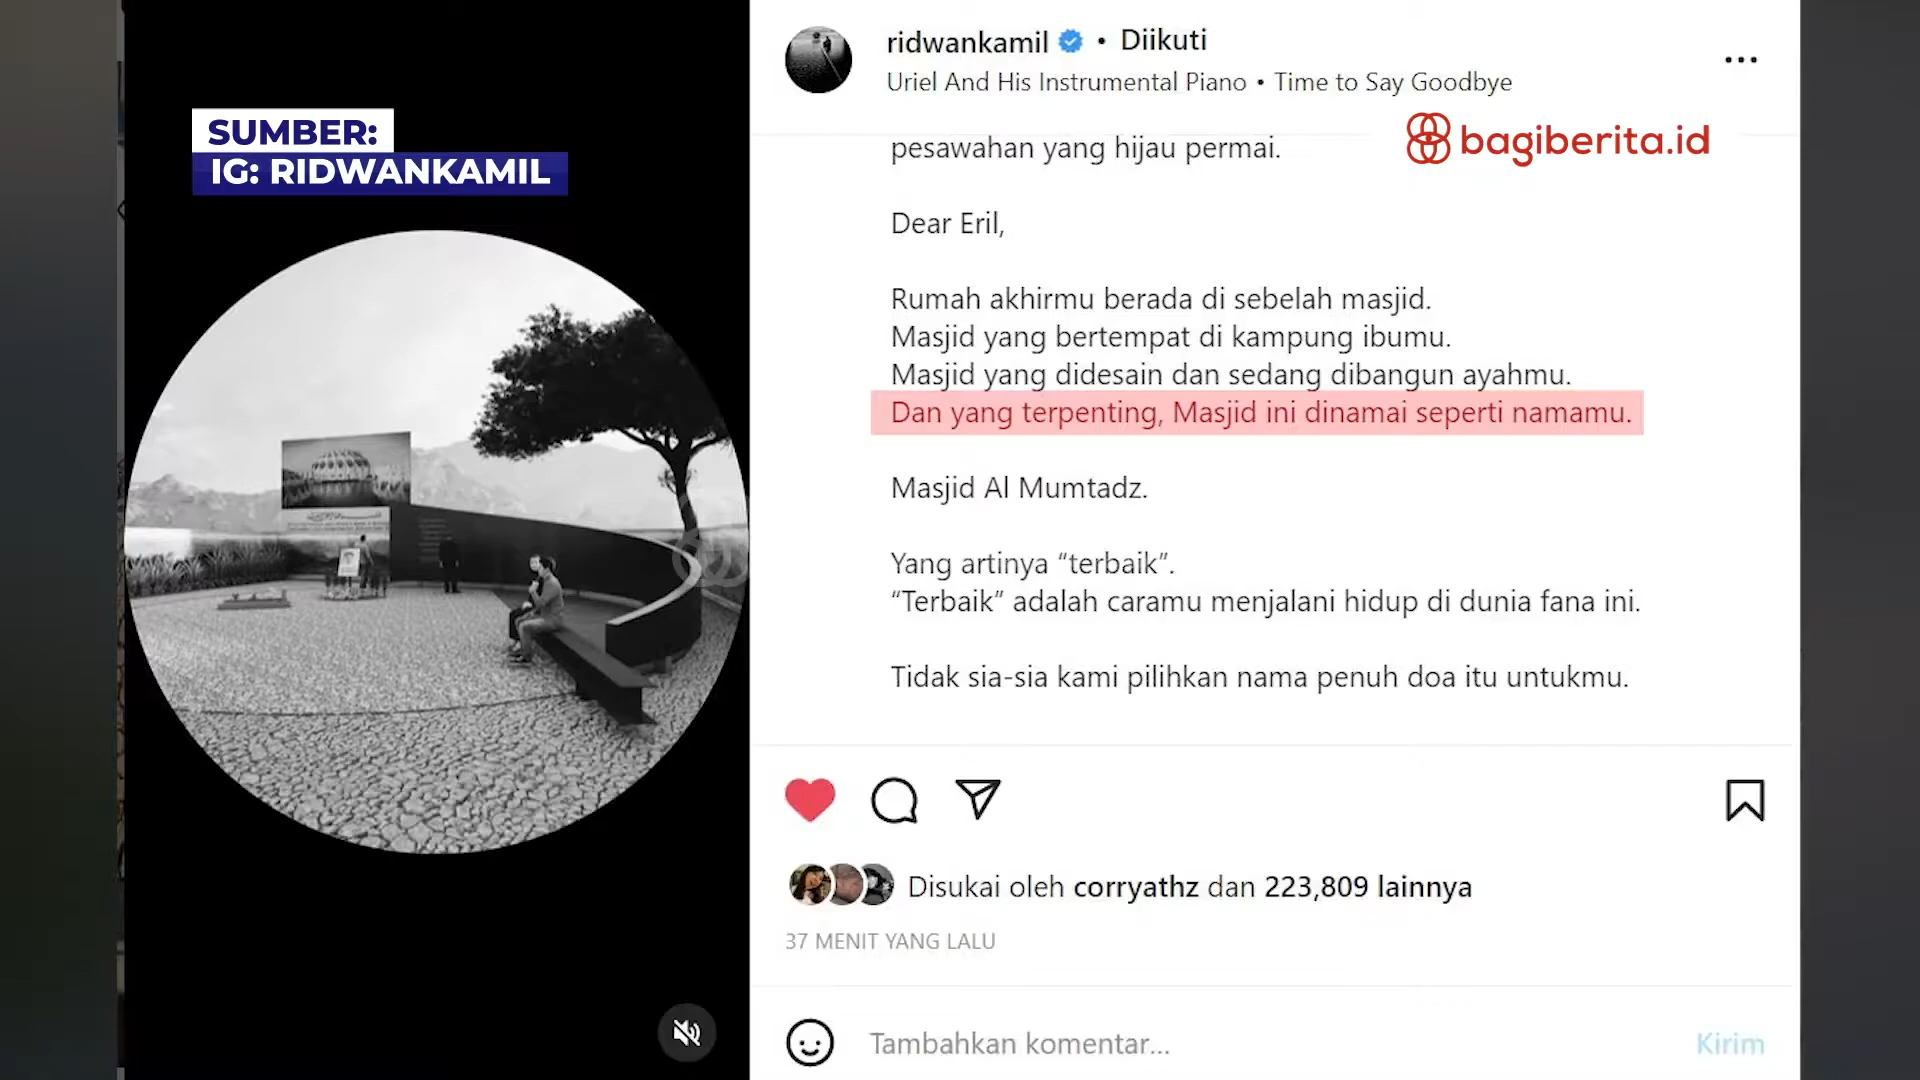 SUMBER:
IG: RIDWANKAMIL
ridwankamil • Diikuti
Uriel And His Instrumental Piano • Time to Say Goodbye
bagiberita.id
pesawahan yang hijau permai.
Dear Eril,
Rumah akhirmu berada di sebelah masjid.
Masjid yang bertempat di kampung ibumu.
Masjid yang didesain dan sedang dibangun ayahmu.
Dan yang terpenting, Masjid ini dinamai seperti namamu.
Masjid Al Mumtadz.
Yang artinya “terbaik”.
“Terbaik” adalah caramu menjalani hidup di dunia fana ini.
Tidak sia-sia kami pilihkan nama penuh doa itu untukmu.
Disukai oleh corryathz dan 223,809 lainnya
37 MENIT YANG LALU
Tambahkan komentar...
Kirim